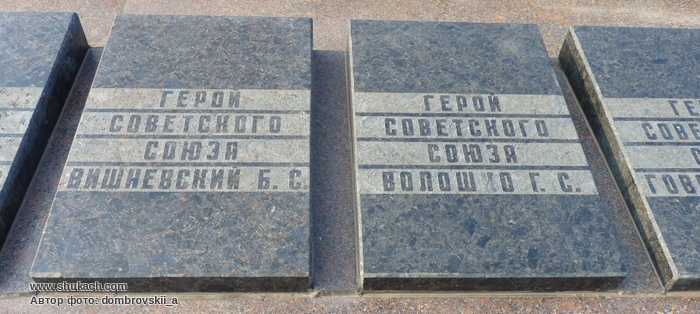 ГЕРОЙ
СОВЕТСКОГО
СОЮЗА
ВИШНЕВСКИЙ Б. С.
ГЕРОЙ
СОВЕТСКОГО
СОЮЗА
ВОЛОШКО Г. С.
www.shukach.com
Автор фото: dombrovskii_a